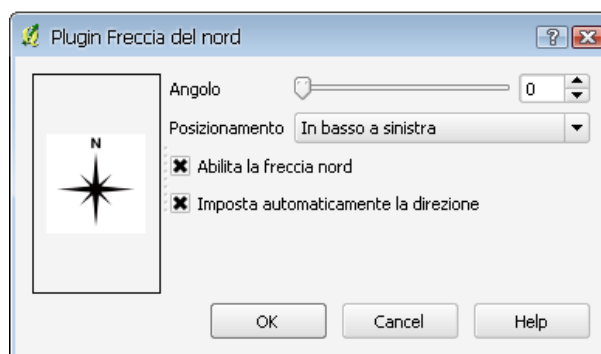 Plugin Freccia del nord
N
Angolo 0
Posizionamento In basso a sinistra
Abilita la freccia nord
Imposta automaticamente la direzione
OK Cancel Help